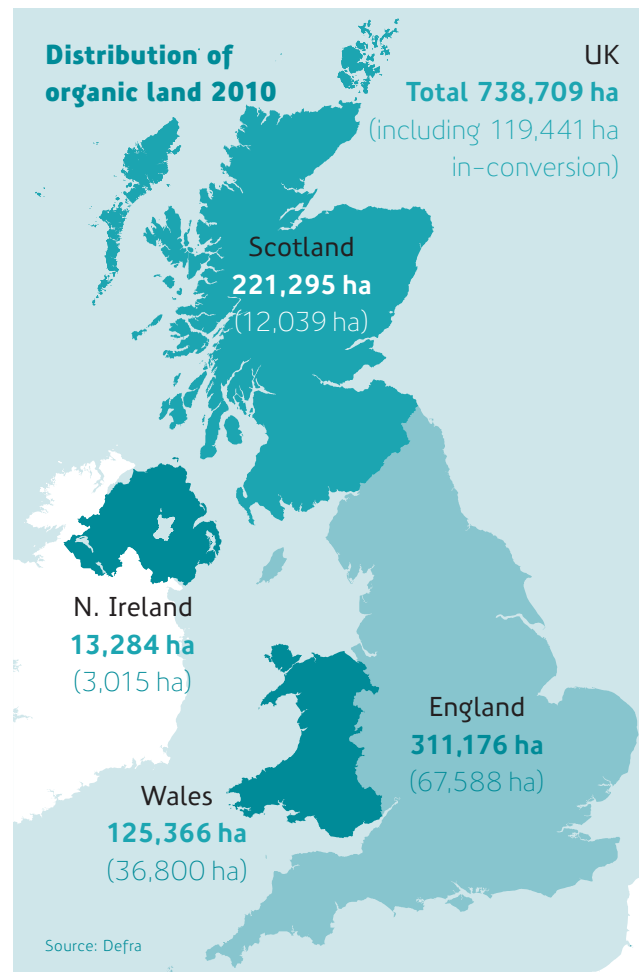 Distribution of
organic land 2010
UK
Total 738,709 ha
(including 119,441 ha
in-conversion)
Scotland
221,295 ha
(12,039 ha)
N. Ireland
13,284 ha
(3,015 ha)
England
311,176 ha
(67,588 ha)
Wales
125,366 ha
(36,800 ha)
Source: Defra